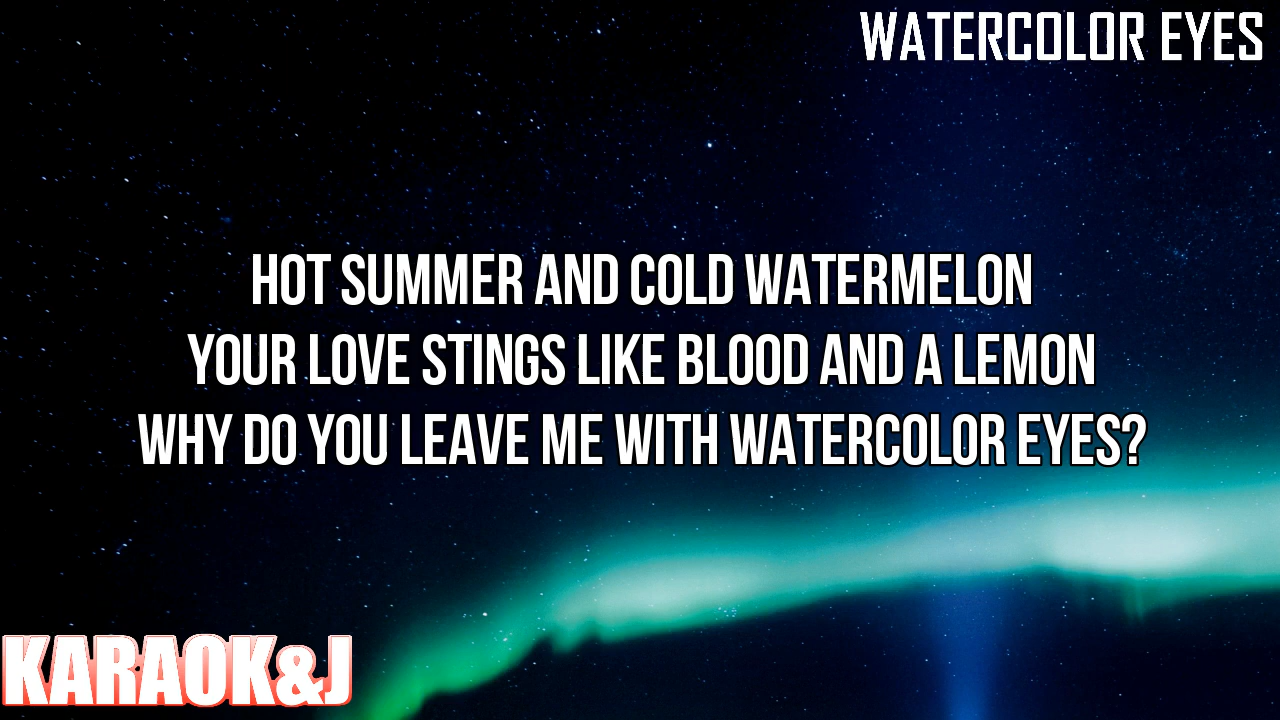 WATERCOLOR EYES
HOT SUMMER AND COLD WATERMELON
YOUR LOVE STINGS LIKE BLOOD AND A LEMON
WHY DO YOU LEAVE ME WITH WATERCOLOR EYES?
KARAOK&J